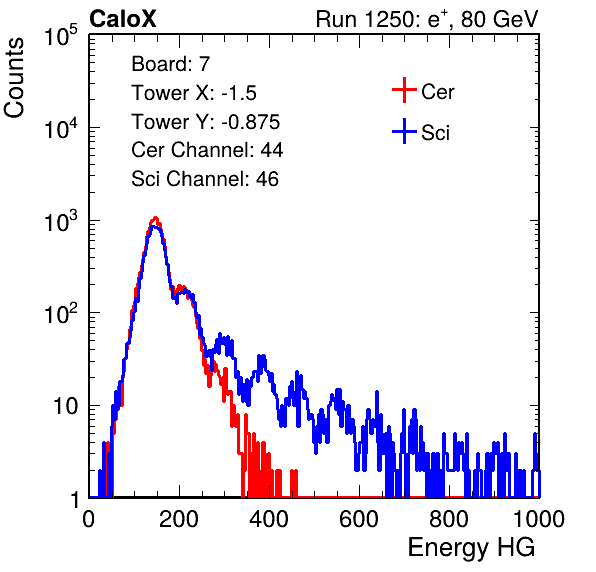 CaloX Run 1250: e⁺, 80 GeV
Counts
Board: 7
Tower X: -1.5
Tower Y: -0.875
Cer Channel: 44
Sci Channel: 46
Cer
Sci
10⁵
10⁴
10³
10²
10
1
0 200 400 600 800 1000
Energy HG